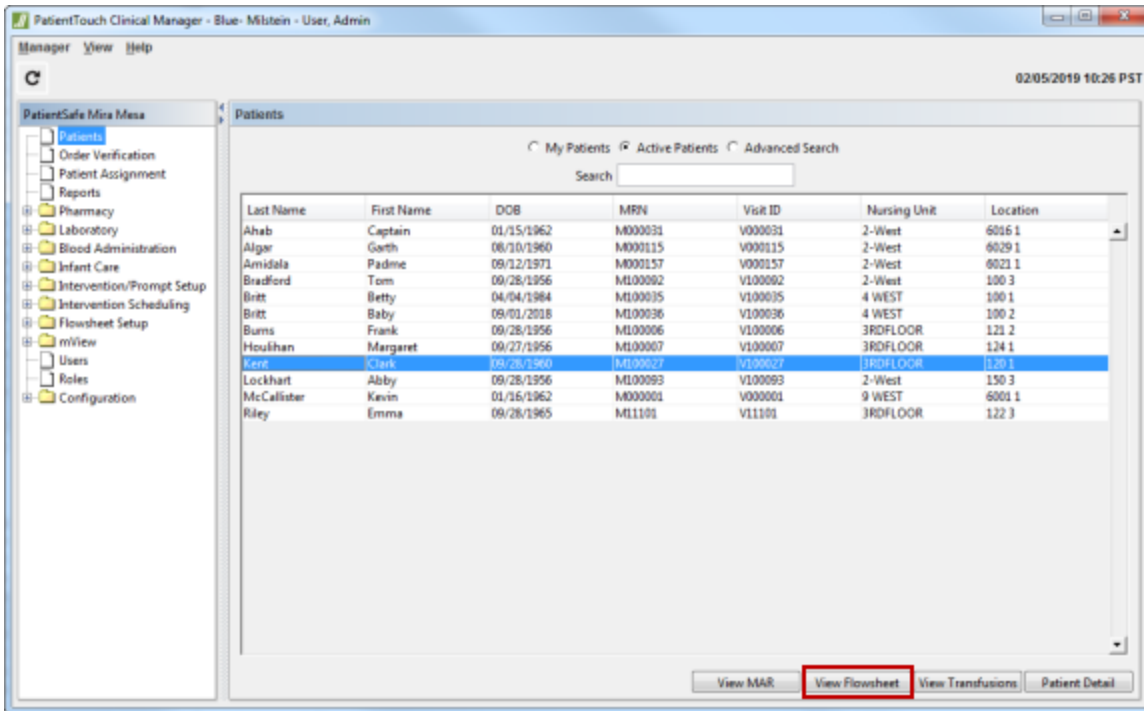 PatientTouch Clinical Manager - Blue- Milstein - User, Admin
Manager View Help
02/05/2019 10:26 PST
PatientSafe Mira Mesa
Patients
Order Verification
Patient Assignment
Reports
Pharmacy
Laboratory
Blood Administration
Infant Care
Intervention/Prompt Setup
Intervention Scheduling
Flowsheet Setup
mView
Users
Roles
Configuration
Patients
My Patients Active Patients Advanced Search
Search
Last Name First Name DOB MRN Visit ID Nursing Unit Location
Ahab Captain 01/15/1962 M000031 V000031 2-West 6016 1
Algar Garth 08/10/1960 M000115 V000115 2-West 6029 1
Amidala Padme 09/12/1971 M000157 V000157 2-West 6021 1
Bradford Tom 09/28/1956 M100092 V100092 2-West 100 3
Britt Betty 04/04/1984 M100035 V100035 4 WEST 100 1
Britt Baby 09/01/2018 M100036 V100036 4 WEST 100 2
Burns Frank 09/28/1956 M100006 V100006 3RDFLOOR 121 2
Houlihan Margaret 09/27/1956 M100007 V100007 3RDFLOOR 124 1
Kent Clark 09/28/1960 M100027 V100027 3RDFLOOR 120 1
Lockhart Abby 09/28/1956 M100093 V100093 2-West 150 3
McCallister Kevin 01/16/1962 M000001 V000001 9 WEST 6001 1
Riley Emma 09/28/1965 M11101 V11101 3RDFLOOR 122 3
View MAR View Flowsheet View Transfusions Patient Detail